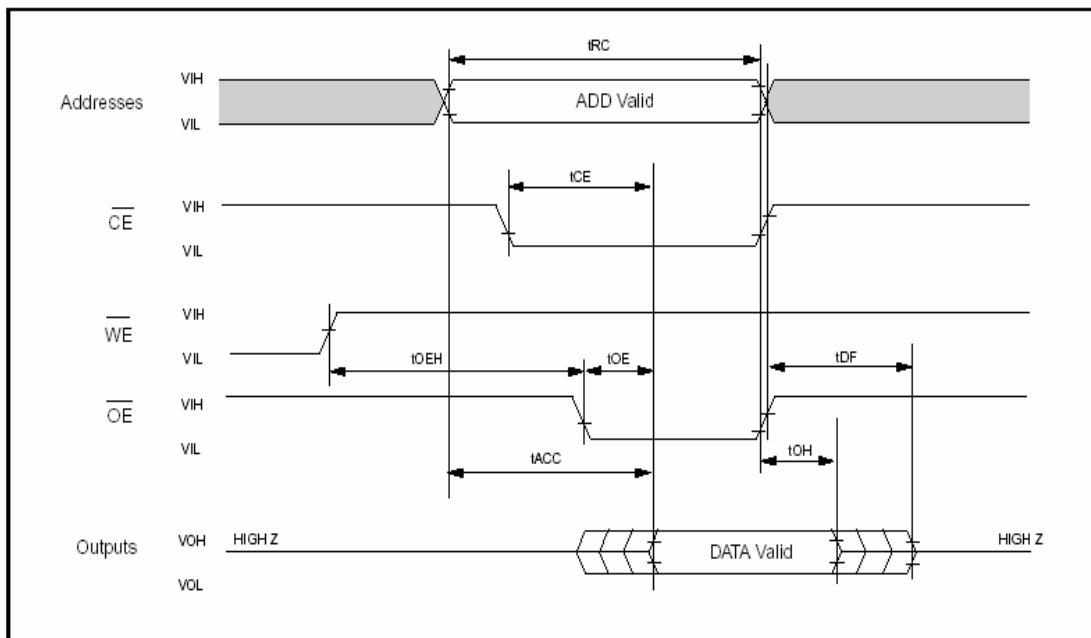 tRC
VIH
Addresses
ADD Valid
VIL
tCE
VIH
CE
VIL
VIH
WE
VIL
tOEH
tOE
tDF
VIH
OE
VIL
tACC
tOH
VOH
HIGH Z
HIGH Z
Outputs
DATA Valid
VOL